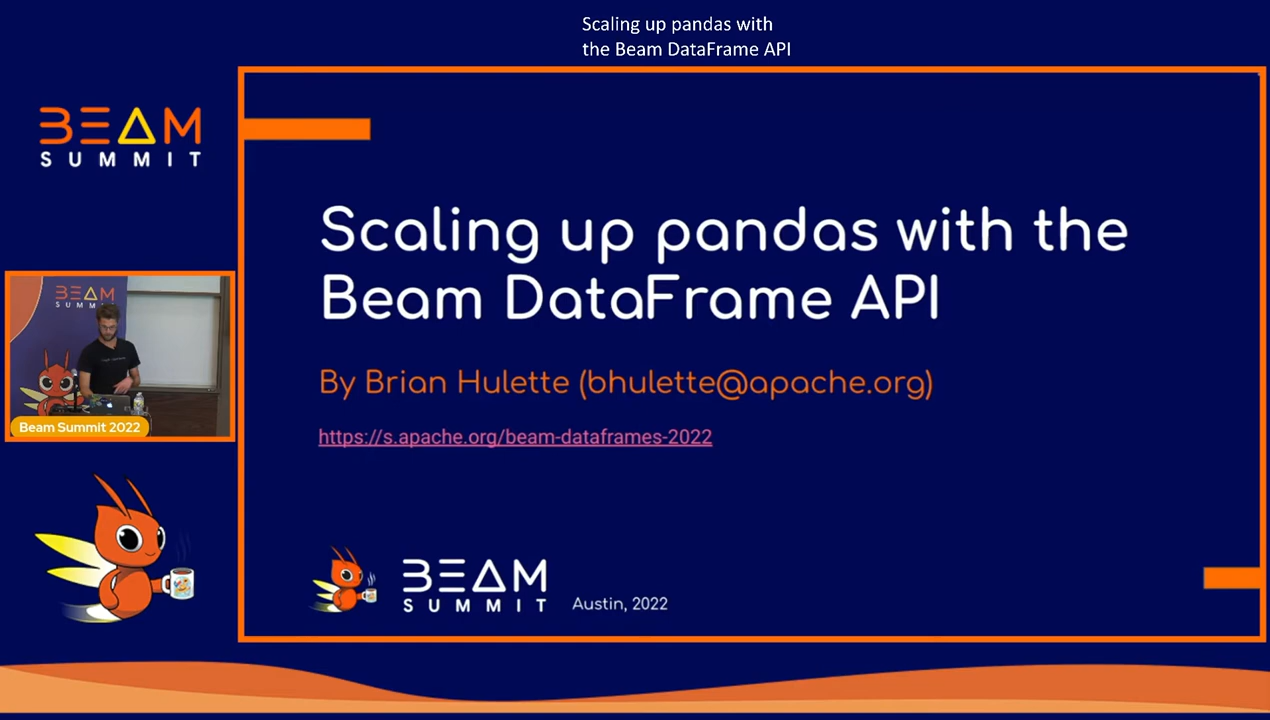 Scaling up pandas with
the Beam DataFrame API
BEAM
SUMMIT
Scaling up pandas with the
Beam DataFrame API
By Brian Hulette (bhulette@apache.org)
https://s.apache.org/beam-dataframes-2022
BEAM
SUMMIT
Beam Summit 2022
BEAM
SUMMIT
Austin, 2022